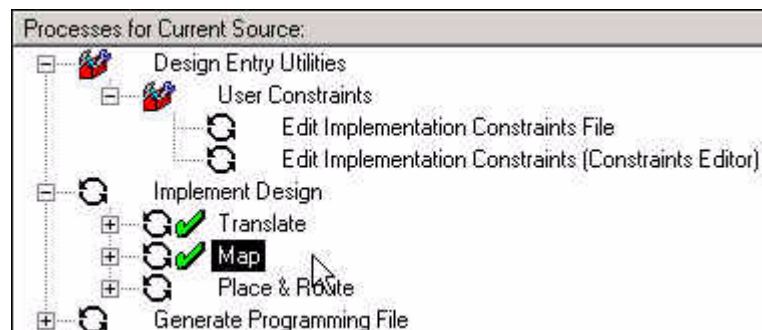 Processes for Current Source:
Design Entry Utilities
User Constraints
Edit Implementation Constraints File
Edit Implementation Constraints (Constraints Editor)
Implement Design
Translate
Map
Place & Route
Generate Programming File